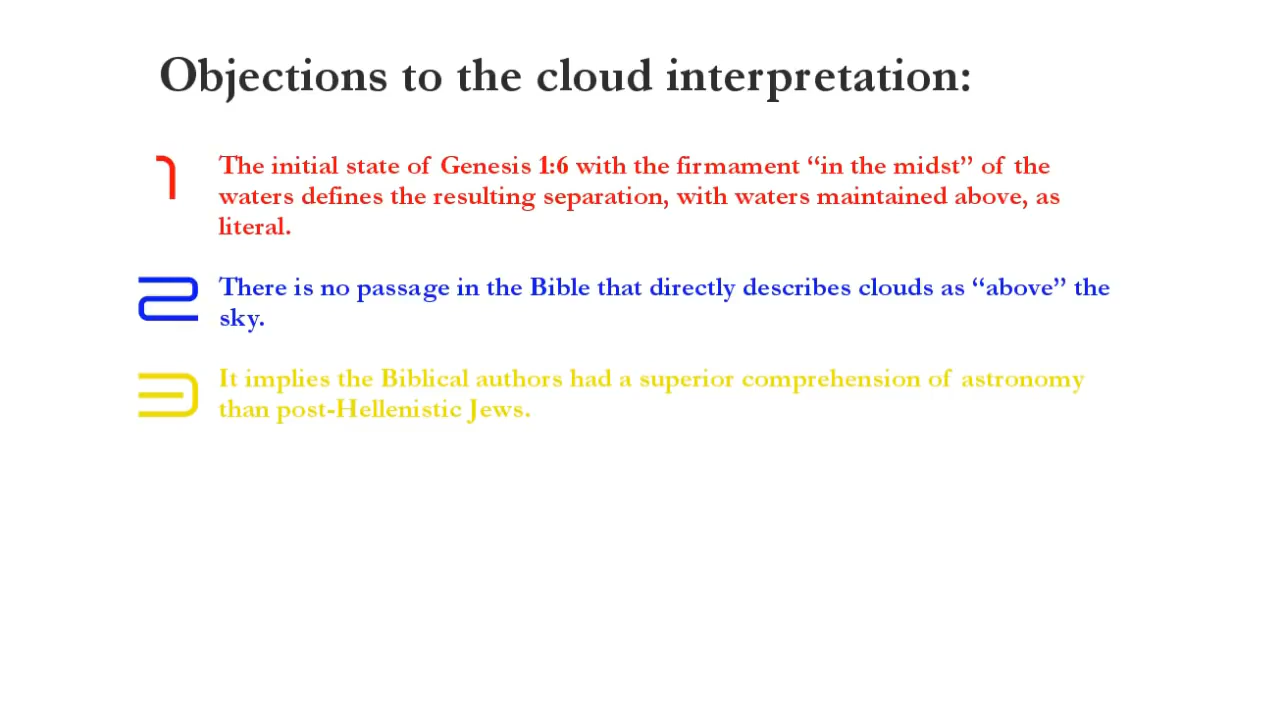 Objections to the cloud interpretation:
1 The initial state of Genesis 1:6 with the firmament “in the midst” of the
waters defines the resulting separation, with waters maintained above, as
literal.
2 There is no passage in the Bible that directly describes clouds as “above” the
sky.
3 It implies the Biblical authors had a superior comprehension of astronomy
than post-Hellenistic Jews.